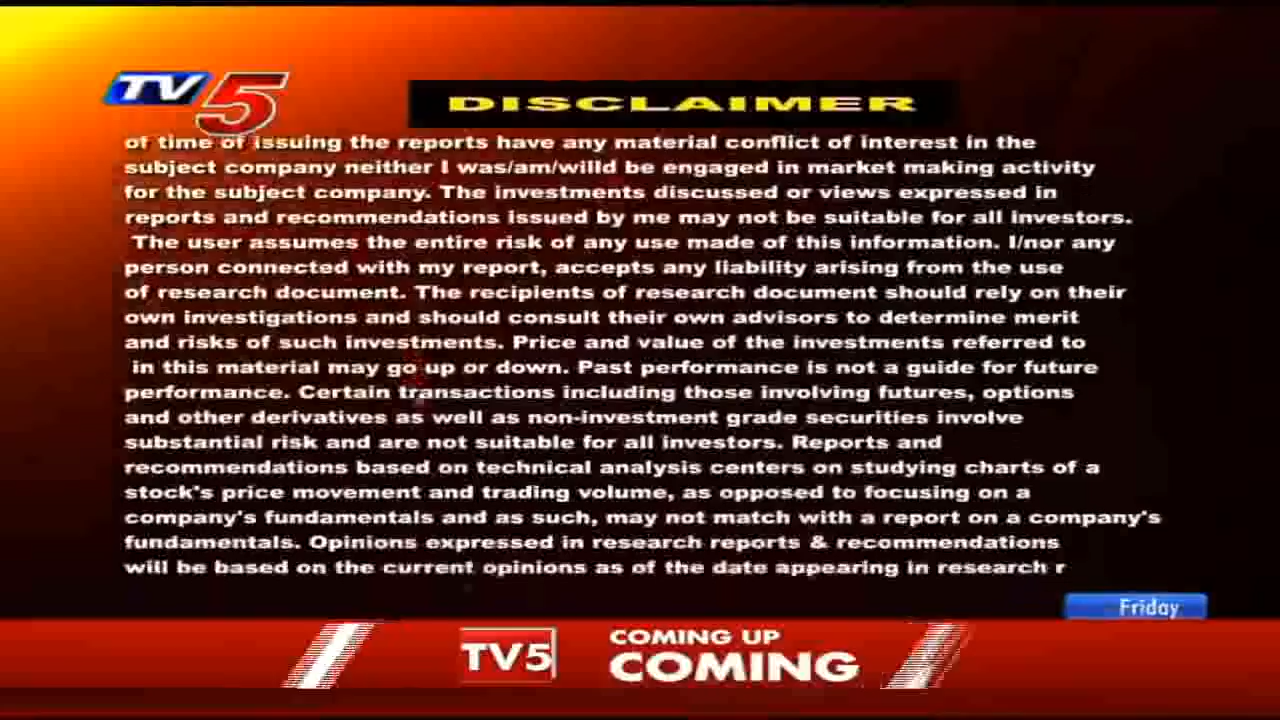 TV5
DISCLAIMER
of time of issuing the reports have any material conflict of interest in the
subject company neither I was/am/willd be engaged in market making activity
for the subject company. The investments discussed or views expressed in
reports and recommendations issued by me may not be suitable for all investors.
The user assumes the entire risk of any use made of this information. I/nor any
person connected with my report, accepts any liability arising from the use
of research document. The recipients of research document should rely on their
own investigations and should consult their own advisors to determine merit
and risks of such investments. Price and value of the investments referred to
in this material may go up or down. Past performance is not a guide for future
performance. Certain transactions including those involving futures, options
and other derivatives as well as non-investment grade securities involve
substantial risk and are not suitable for all investors. Reports and
recommendations based on technical analysis centers on studying charts of a
stock's price movement and trading volume, as opposed to focusing on a
company's fundamentals and as such, may not match with a report on a company's
fundamentals. Opinions expressed in research reports & recommendations
will be based on the current opinions as of the date appearing in research r
Friday
TV5
COMING UP
COMING